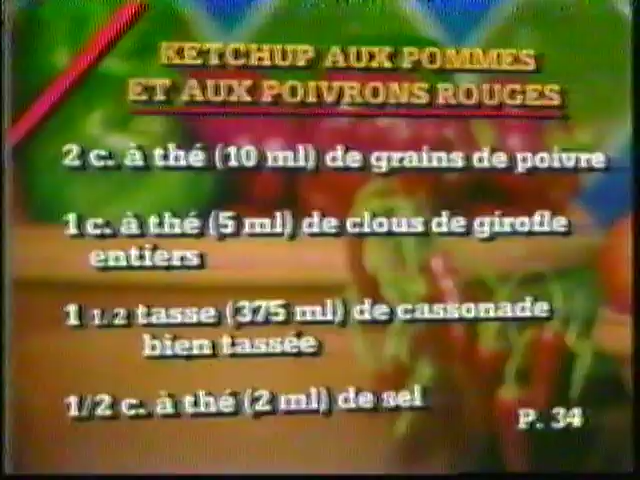 KETCHUP AUX POMMES
ET AUX POIVRONS ROUGES
2 c. à thé (10 ml) de grains de poivre
1 c. à thé (5 ml) de clous de girofle
entiers
1 1/2 tasse (375 ml) de cassonade
bien tassée
1/2 c. à thé (2 ml) de sel
P. 34